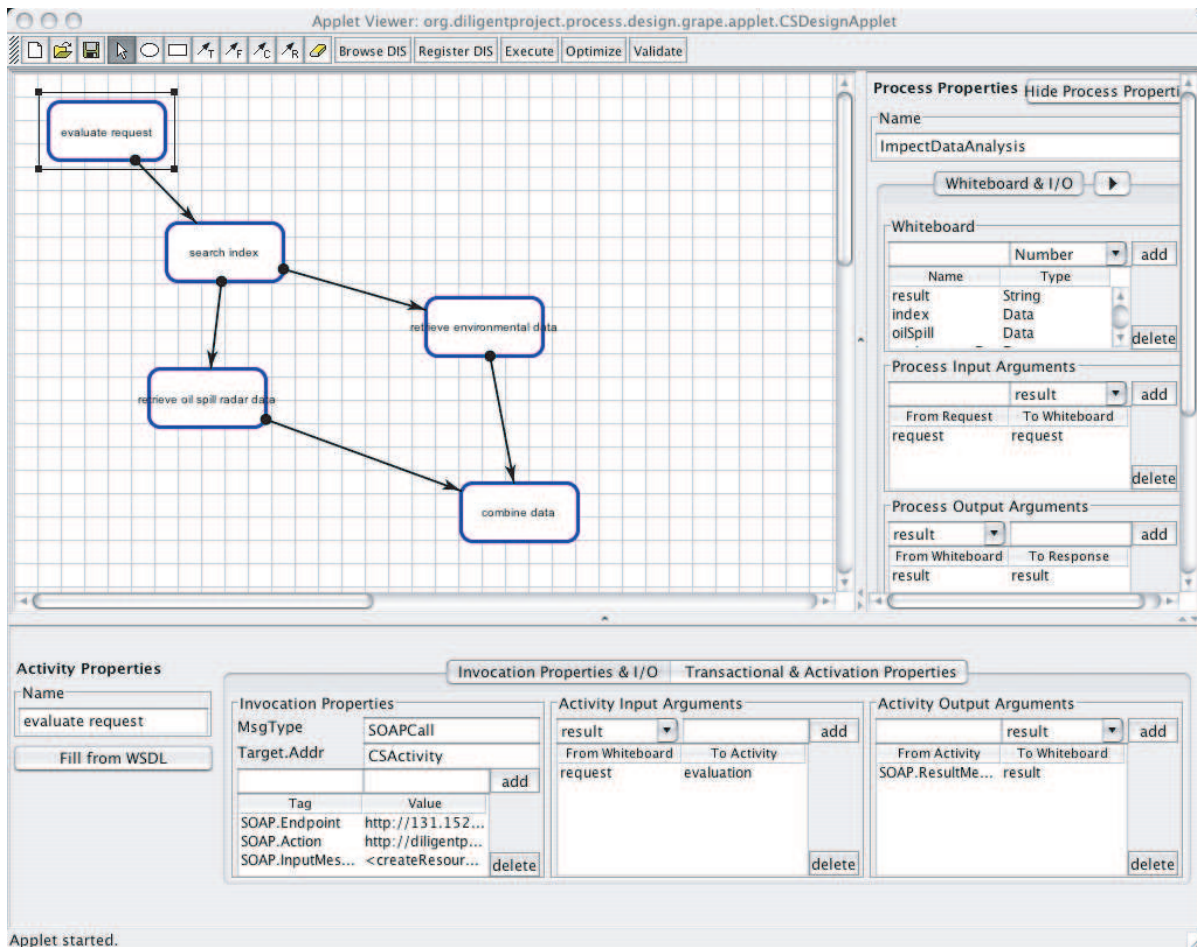 Applet Viewer: org.diligentproject.process.design.grape.applet.CSDesignApplet
T F C R Browse DIS Register DIS Execute Optimize Validate
evaluate request
search index
retrieve environmental data
retrieve oil spill radar data
combine data
Process Properties Hide Process Properti
Name
ImpectDataAnalysis
Whiteboard & I/O
Whiteboard
Number add
Name Type
result String
index Data
oilSpill Data
delete
Process Input Arguments
result add
From Request To Whiteboard
request request
delete
Process Output Arguments
result add
From Whiteboard To Response
result result
Activity Properties
Name
evaluate request
Fill from WSDL
Invocation Properties & I/O Transactional & Activation Properties
Invocation Properties
MsgType SOAPCall
Target.Addr CSActivity
add
Tag Value
SOAP.Endpoint http://131.152...
SOAP.Action http://diligentp...
SOAP.InputMes... <createResour...
delete
Activity Input Arguments
result add
From Whiteboard To Activity
request evaluation
delete
Activity Output Arguments
result add
From Activity To Whiteboard
SOAP.ResultMe... result
delete
Applet started.